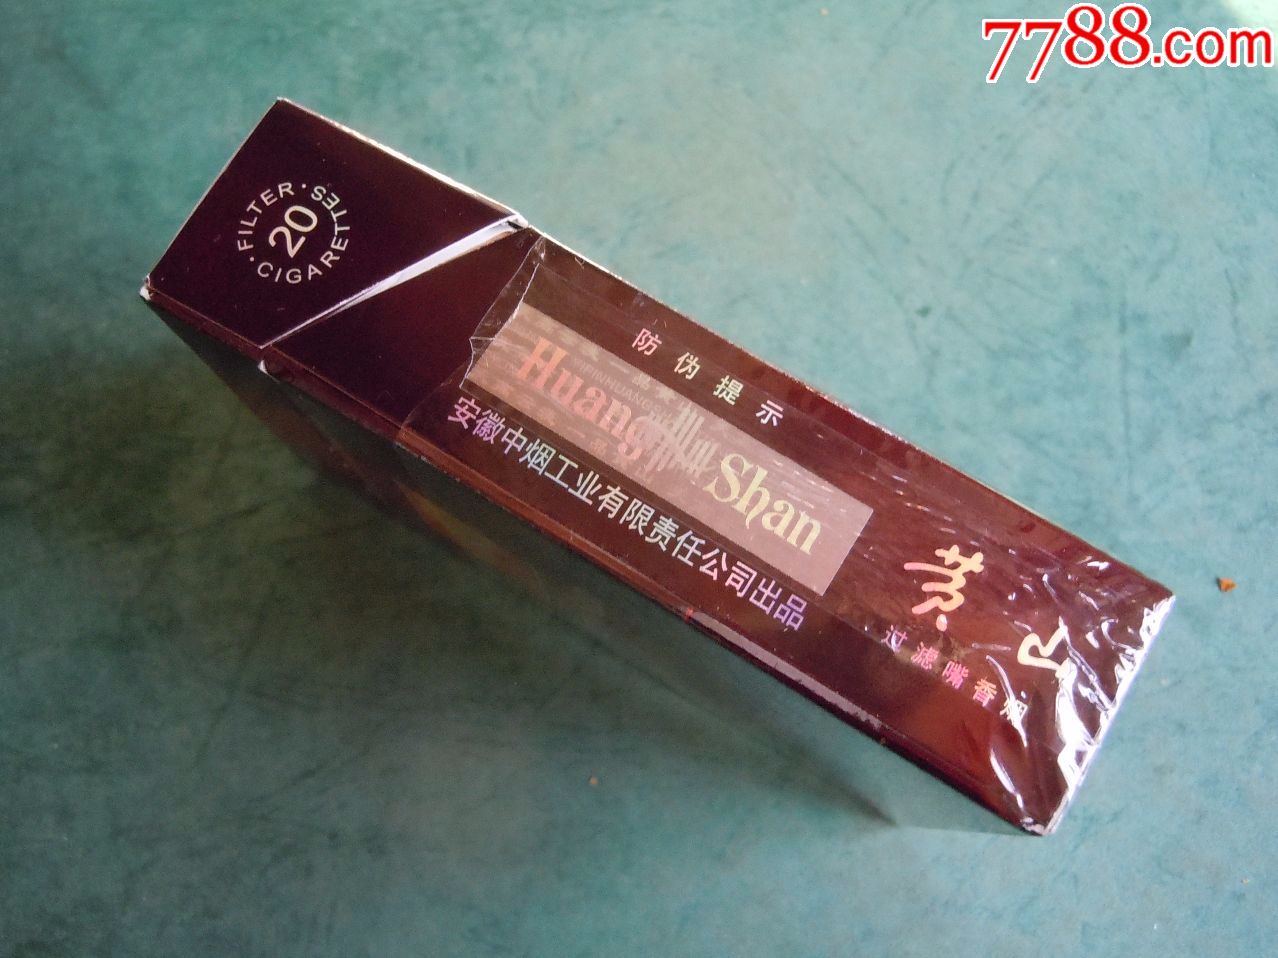 7788.com
·FILTER·
20
CIGARETTES
防伪提示
Huang Shan
安徽中烟工业有限责任公司出品
黄山
过滤嘴香烟